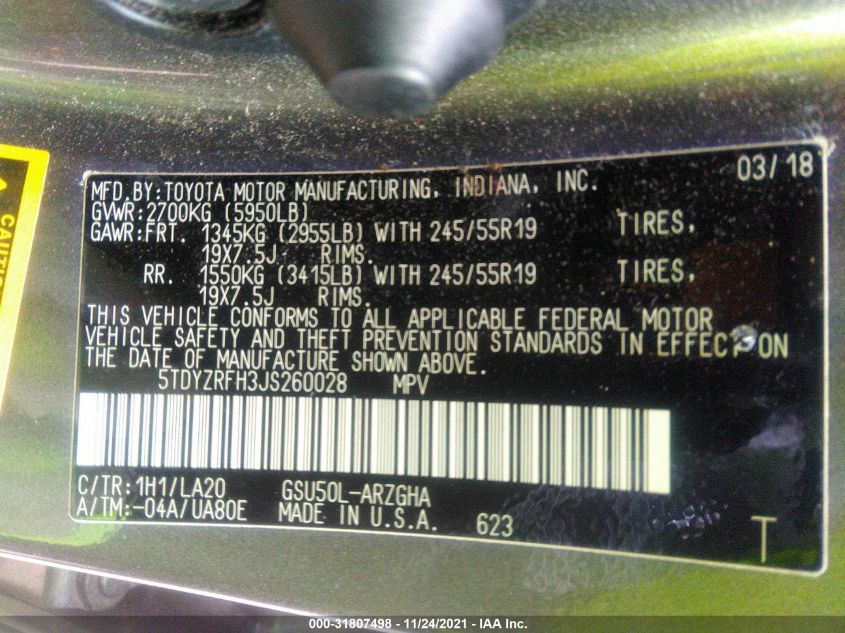 MFD.BY:TOYOTA MOTOR MANUFACTURING, INDIANA, INC. 03/18
GVWR:2700KG (5950LB)
GAWR:FRT. 1345KG (2955LB) WITH 245/55R19 TIRES,
19X7.5J RIMS.
RR. 1550KG (3415LB) WITH 245/55R19 TIRES,
19X7.5J RIMS.
THIS VEHICLE CONFORMS TO ALL APPLICABLE FEDERAL MOTOR
VEHICLE SAFETY AND THEFT PREVENTION STANDARDS IN EFFECT ON
THE DATE OF MANUFACTURE SHOWN ABOVE.
5TDYZRFH3JS260028 MPV
C/TR:1H1/LA20 GSU50L-ARZGHA
A/TM:-04A/UA80E MADE IN U.S.A. 623 T
000-31807498 - 11/24/2021 - IAA Inc.